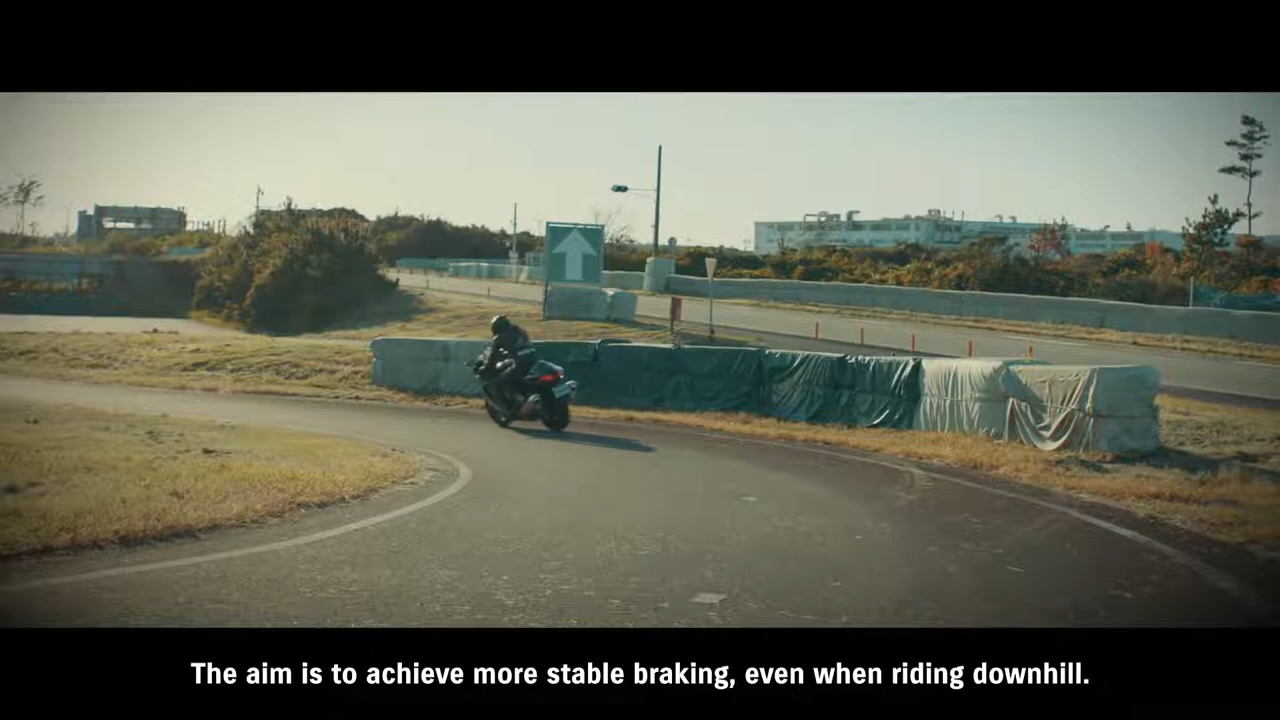 The aim is to achieve more stable braking, even when riding downhill.